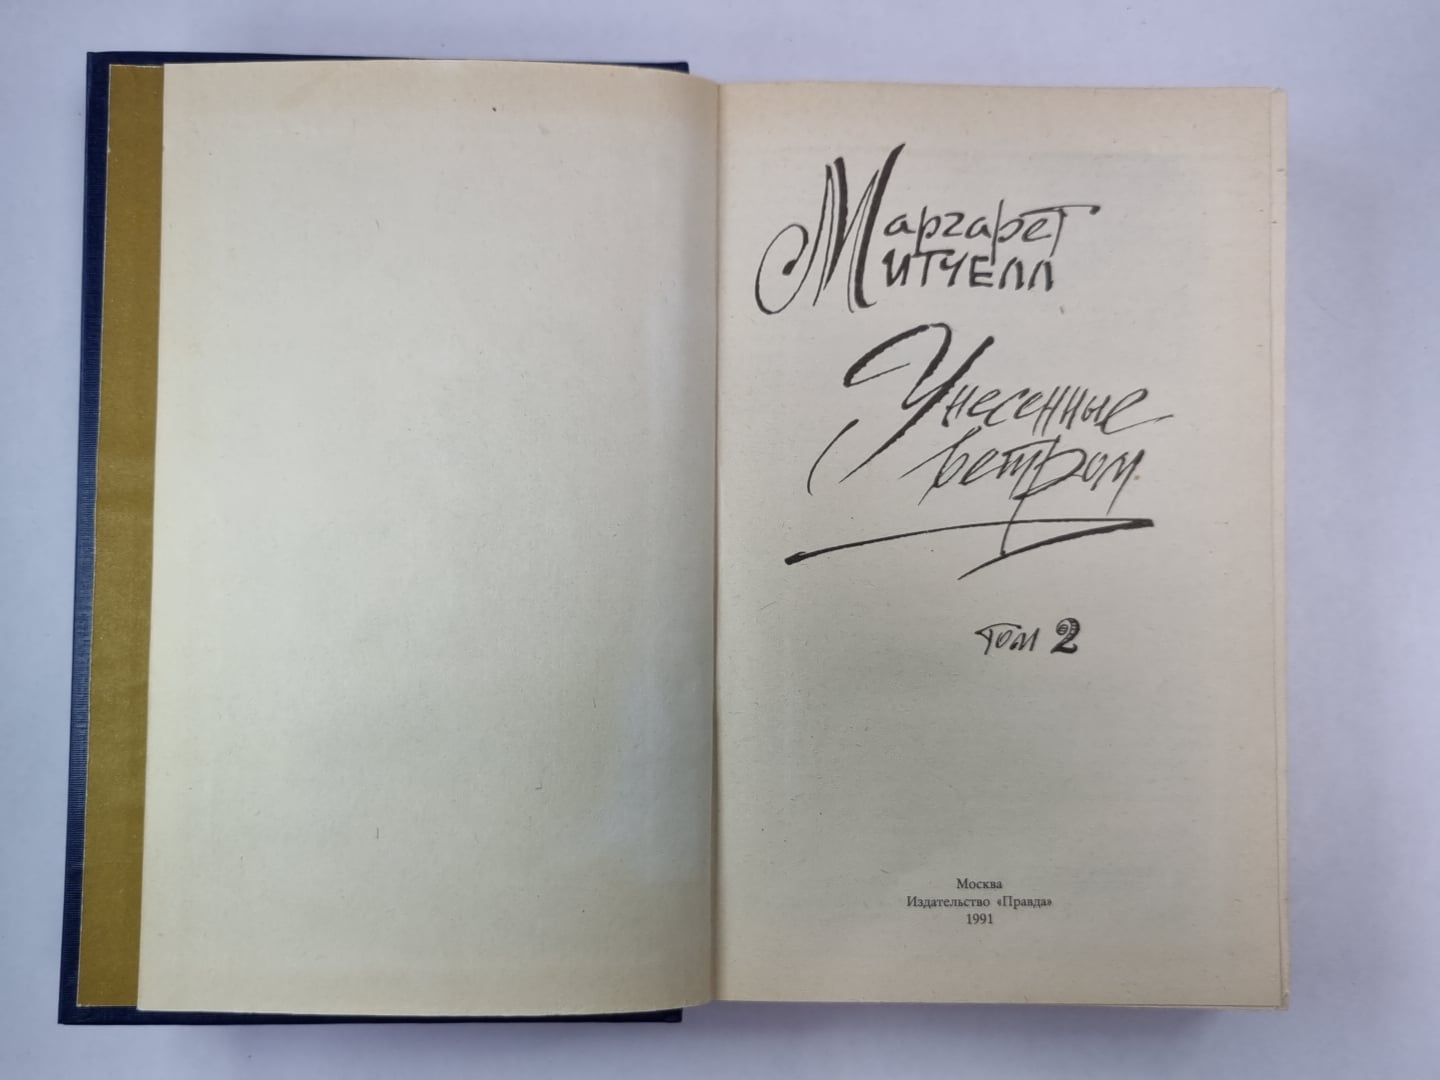 Маргарет
Митчелл
Унесенные
ветром
Том 2
Москва
Издательство «Правда»
1991